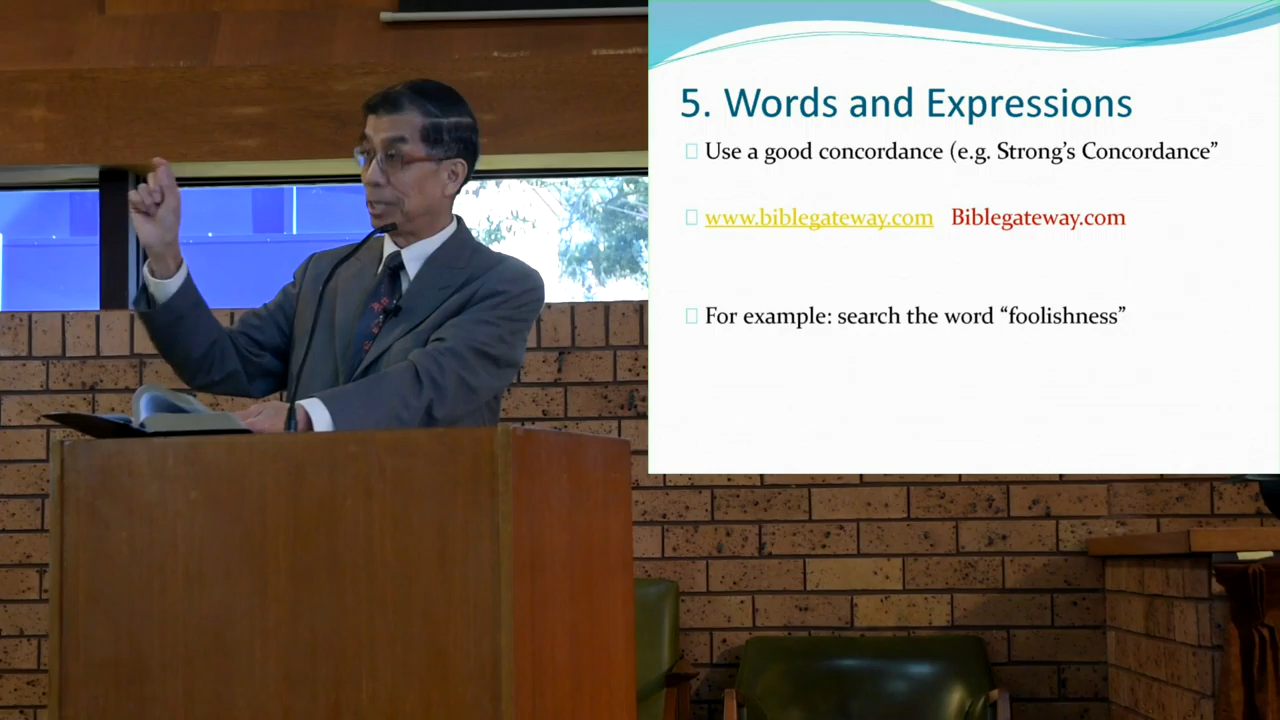 5. Words and Expressions
Use a good concordance (e.g. Strong's Concordance”
www.biblegateway.com Biblegateway.com
For example: search the word “foolishness”